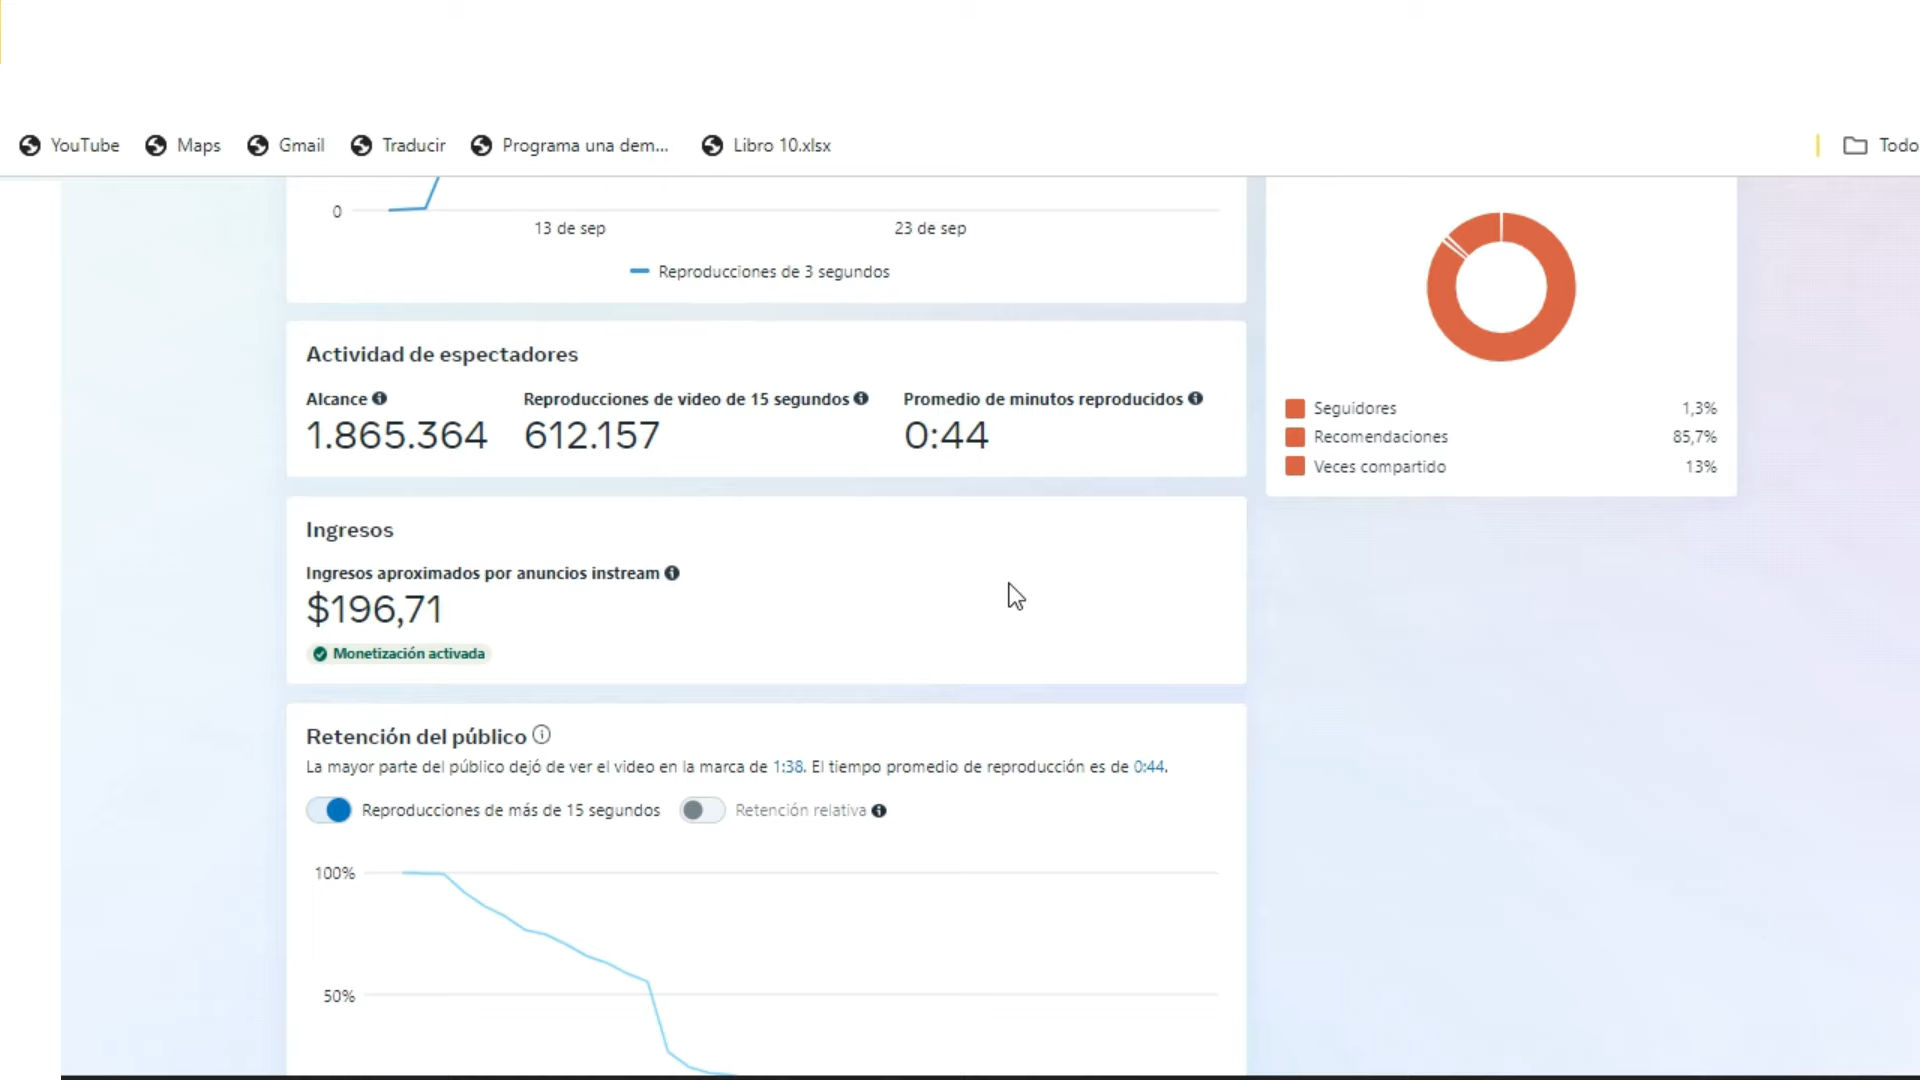 YouTube Maps Gmail Traducir Programa una dem... Libro 10.xlsx Todo
0
13 de sep 23 de sep
Reproducciones de 3 segundos
Actividad de espectadores
Alcance Reproducciones de video de 15 segundos Promedio de minutos reproducidos
1.865.364 612.157 0:44
Seguidores 1,3%
Recomendaciones 85,7%
Veces compartido 13%
Ingresos
Ingresos aproximados por anuncios instream
$196,71
Monetización activada
Retención del público
La mayor parte del público dejó de ver el video en la marca de 1:38. El tiempo promedio de reproducción es de 0:44.
Reproducciones de más de 15 segundos Retención relativa
100%
50%